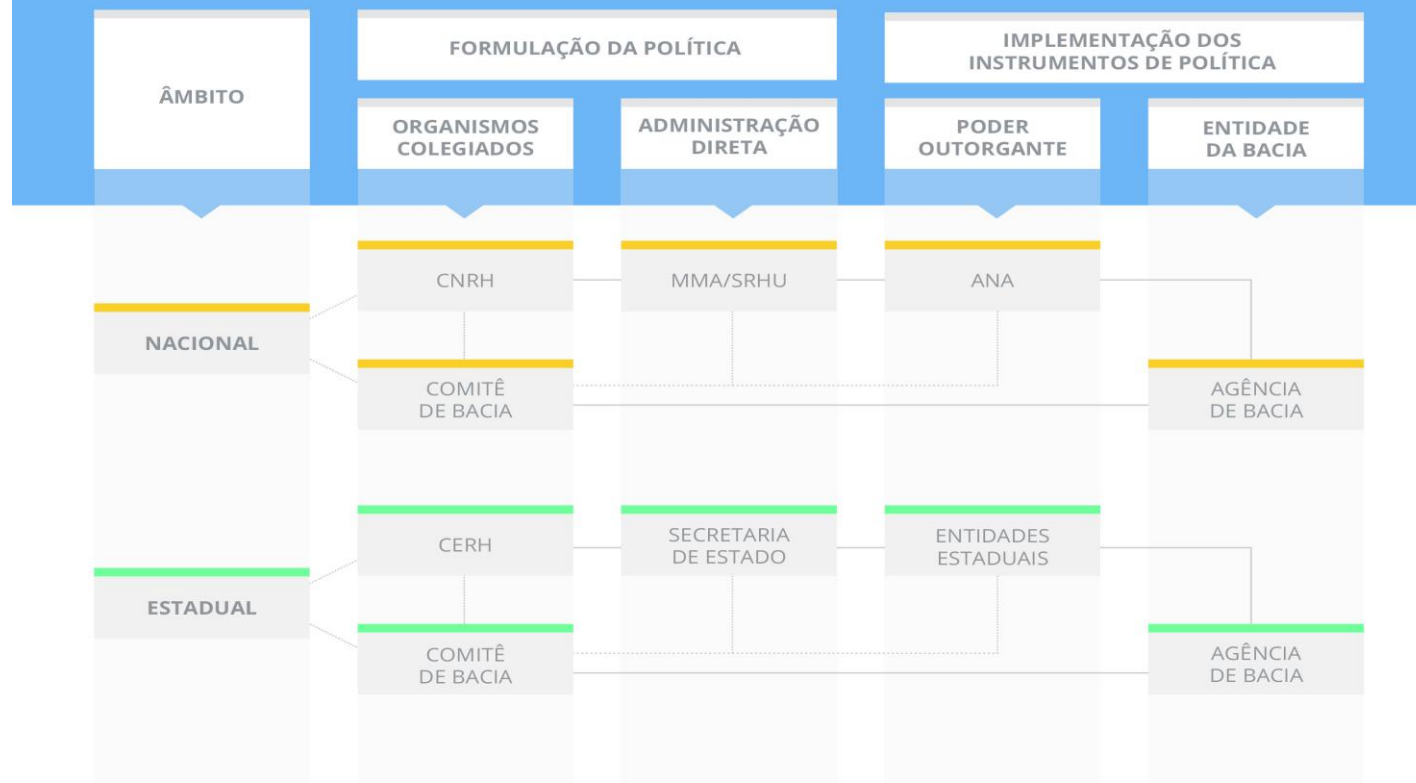 ÂMBITO
FORMULAÇÃO DA POLÍTICA
IMPLEMENTAÇÃO DOS
INSTRUMENTOS DE POLÍTICA
ORGANISMOS
COLEGIADOS
ADMINISTRAÇÃO
DIRETA
PODER
OUTORGANTE
ENTIDADE
DA BACIA
NACIONAL
CNRH
MMA/SRHU
ANA
COMITÊ
DE BACIA
AGÊNCIA
DE BACIA
ESTADUAL
CERH
SECRETARIA
DE ESTADO
ENTIDADES
ESTADUAIS
COMITÊ
DE BACIA
AGÊNCIA
DE BACIA